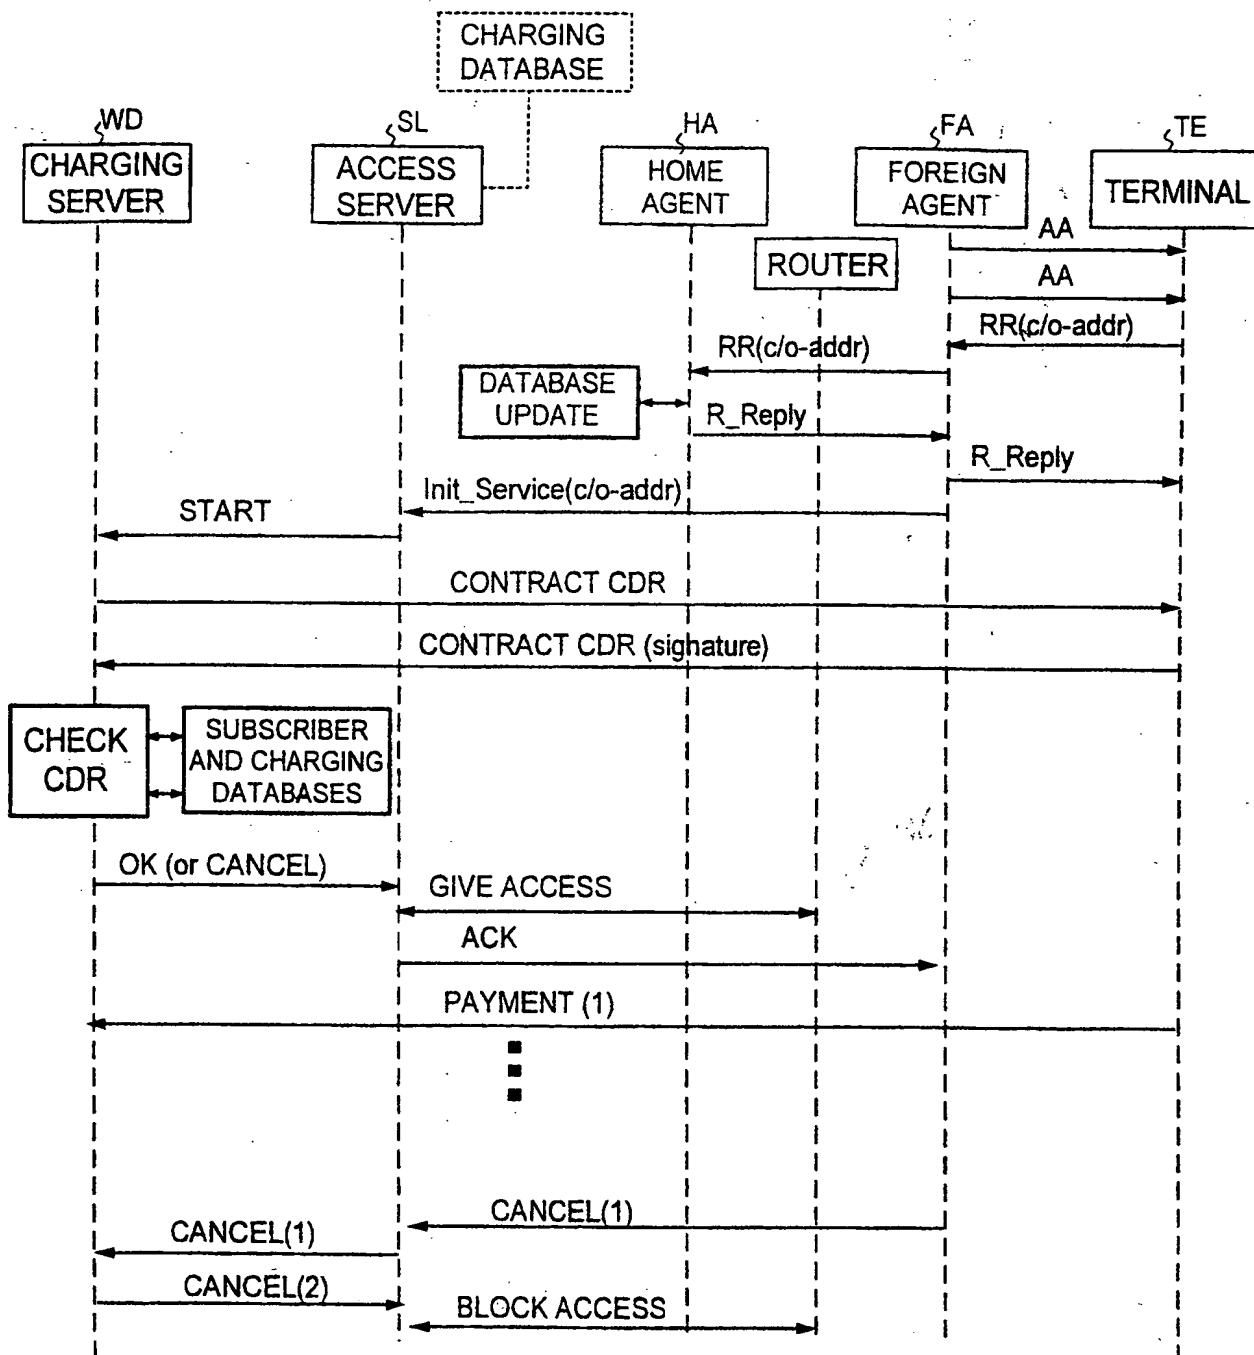 CHARGING
DATABASE
WD
SL
HA
FA
TE
CHARGING
SERVER
ACCESS
SERVER
HOME
AGENT
FOREIGN
AGENT
TERMINAL
AA
ROUTER
AA
RR(c/o-addr)
RR(c/o-addr)
DATABASE
UPDATE
R_Reply
R_Reply
Init_Service(c/o-addr)
START
CONTRACT CDR
CONTRACT CDR (signature)
CHECK
CDR
SUBSCRIBER
AND CHARGING
DATABASES
OK (or CANCEL)
GIVE ACCESS
ACK
PAYMENT (1)
CANCEL(1)
CANCEL(1)
CANCEL(2)
BLOCK ACCESS